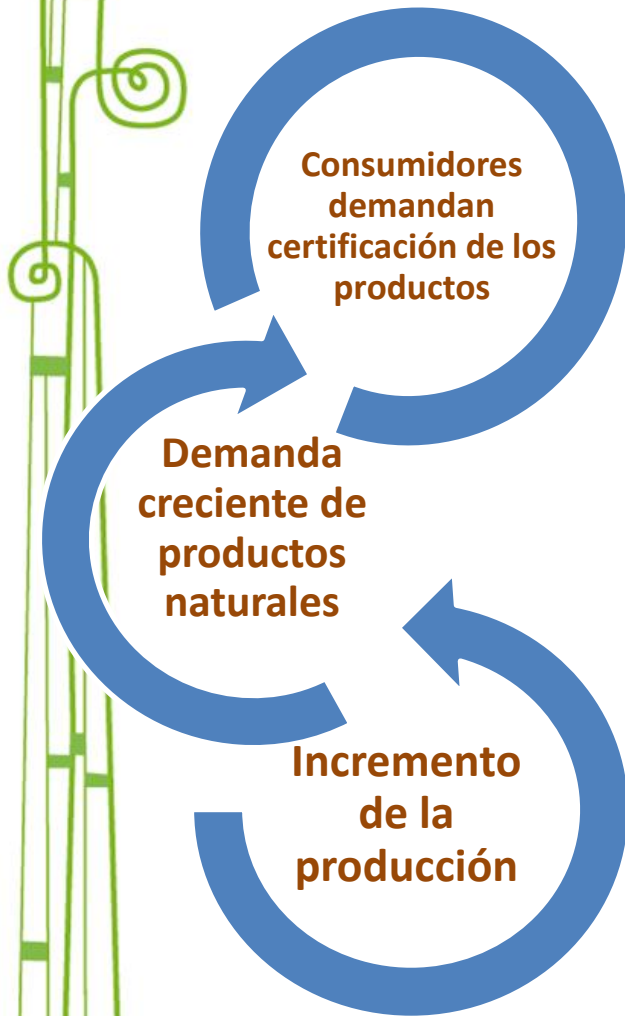 Consumidores
demandan
certificación de los
productos
Demanda
creciente de
productos
naturales
Incremento
de la
producción